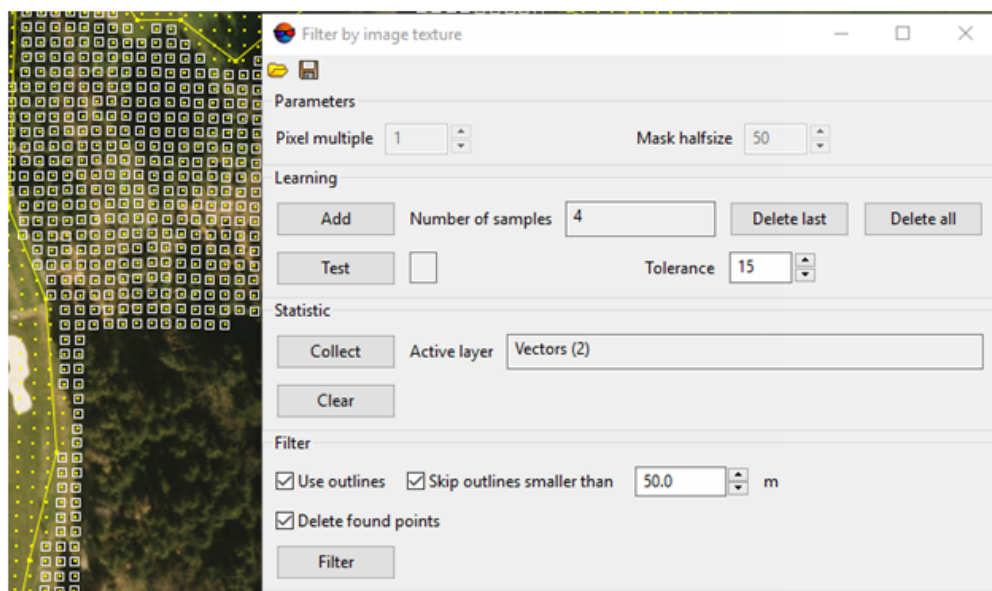 Filter by image texture
Parameters
Pixel multiple 1 Mask halfsize 50
Learning
Add Number of samples 4 Delete last Delete all
Test Tolerance 15
Statistic
Collect Active layer Vectors (2)
Clear
Filter
Use outlines Skip outlines smaller than 50.0 m
Delete found points
Filter